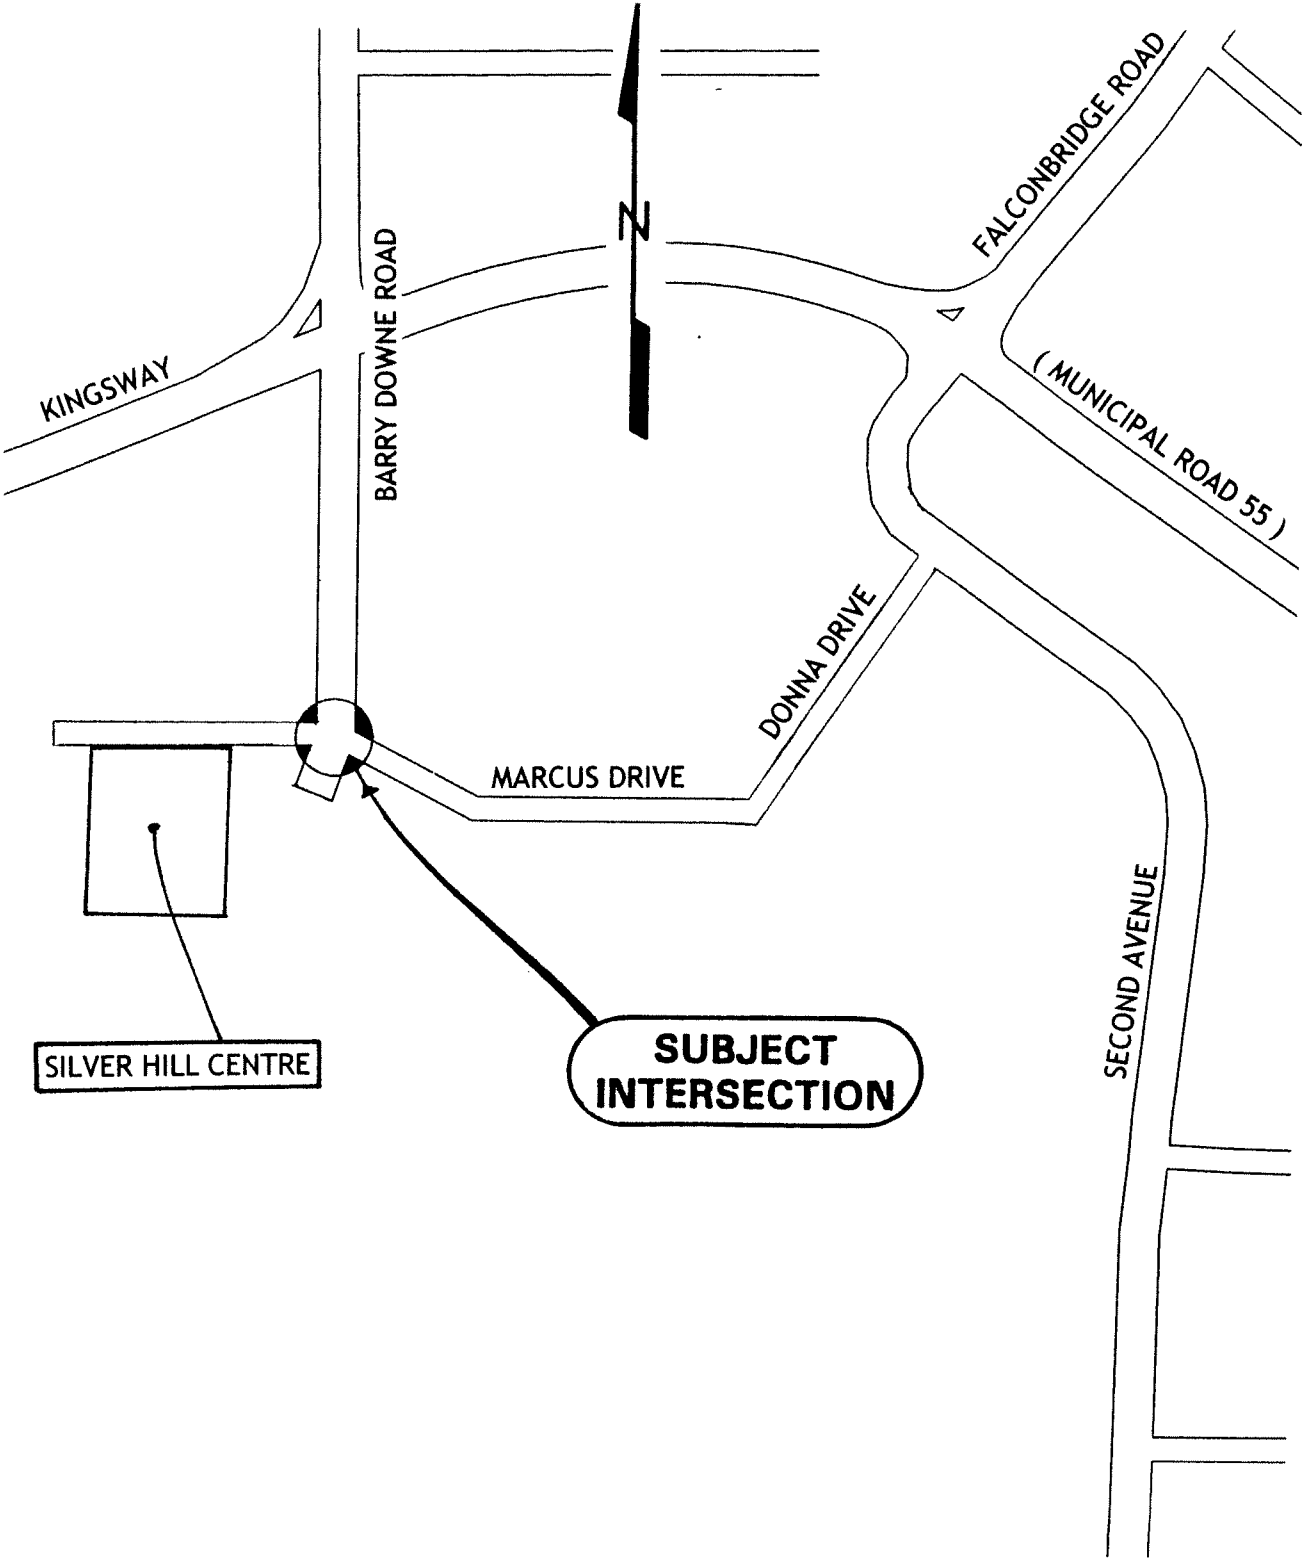 FALCONBRIDGE ROAD
N
BARRY DOWNE ROAD
KINGSWAY
( MUNICIPAL ROAD 55 )
DONNA DRIVE
MARCUS DRIVE
SECOND AVENUE
SILVER HILL CENTRE
SUBJECT
INTERSECTION